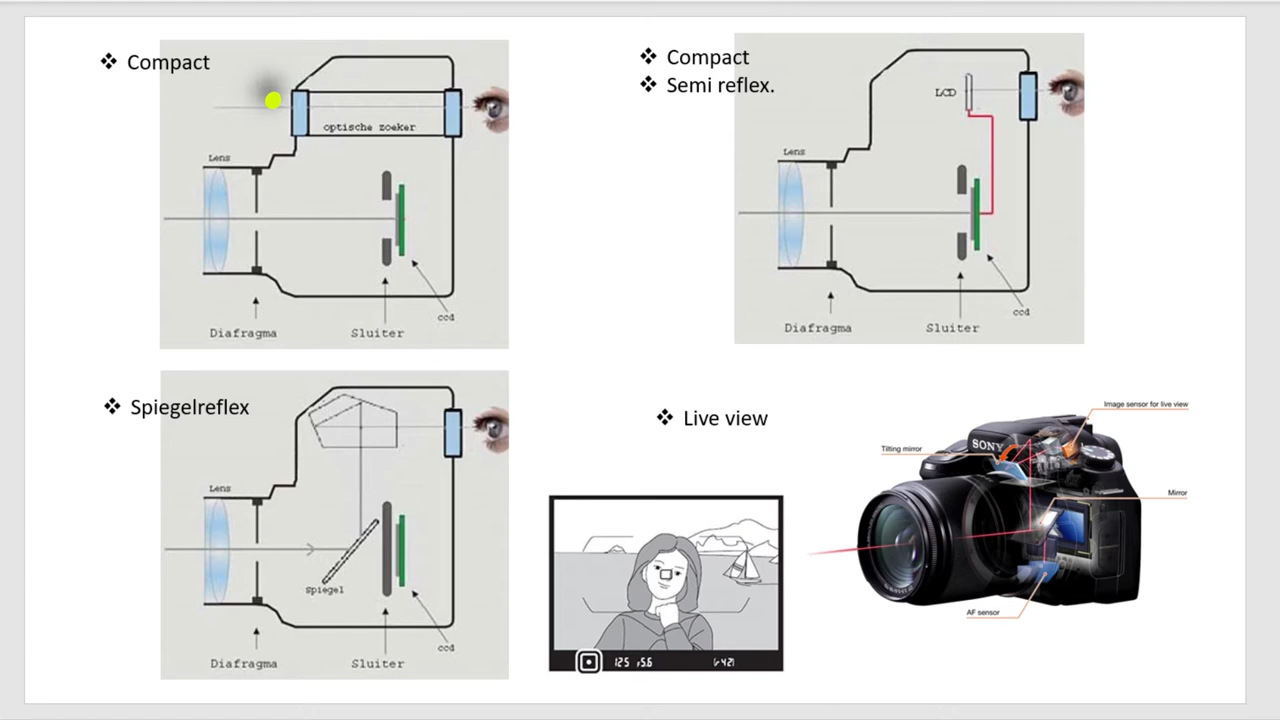 ❖ Compact
optische zoeker
Lens
Diafragma
Sluiter
ccd
❖ Compact
❖ Semi reflex.
LCD
Lens
Diafragma
Sluiter
ccd
❖ Spiegelreflex
Lens
Spiegel
Diafragma
Sluiter
ccd
❖ Live view
125 F5.6
Image sensor for live view
SONY
Tilting mirror
Mirror
AF sensor